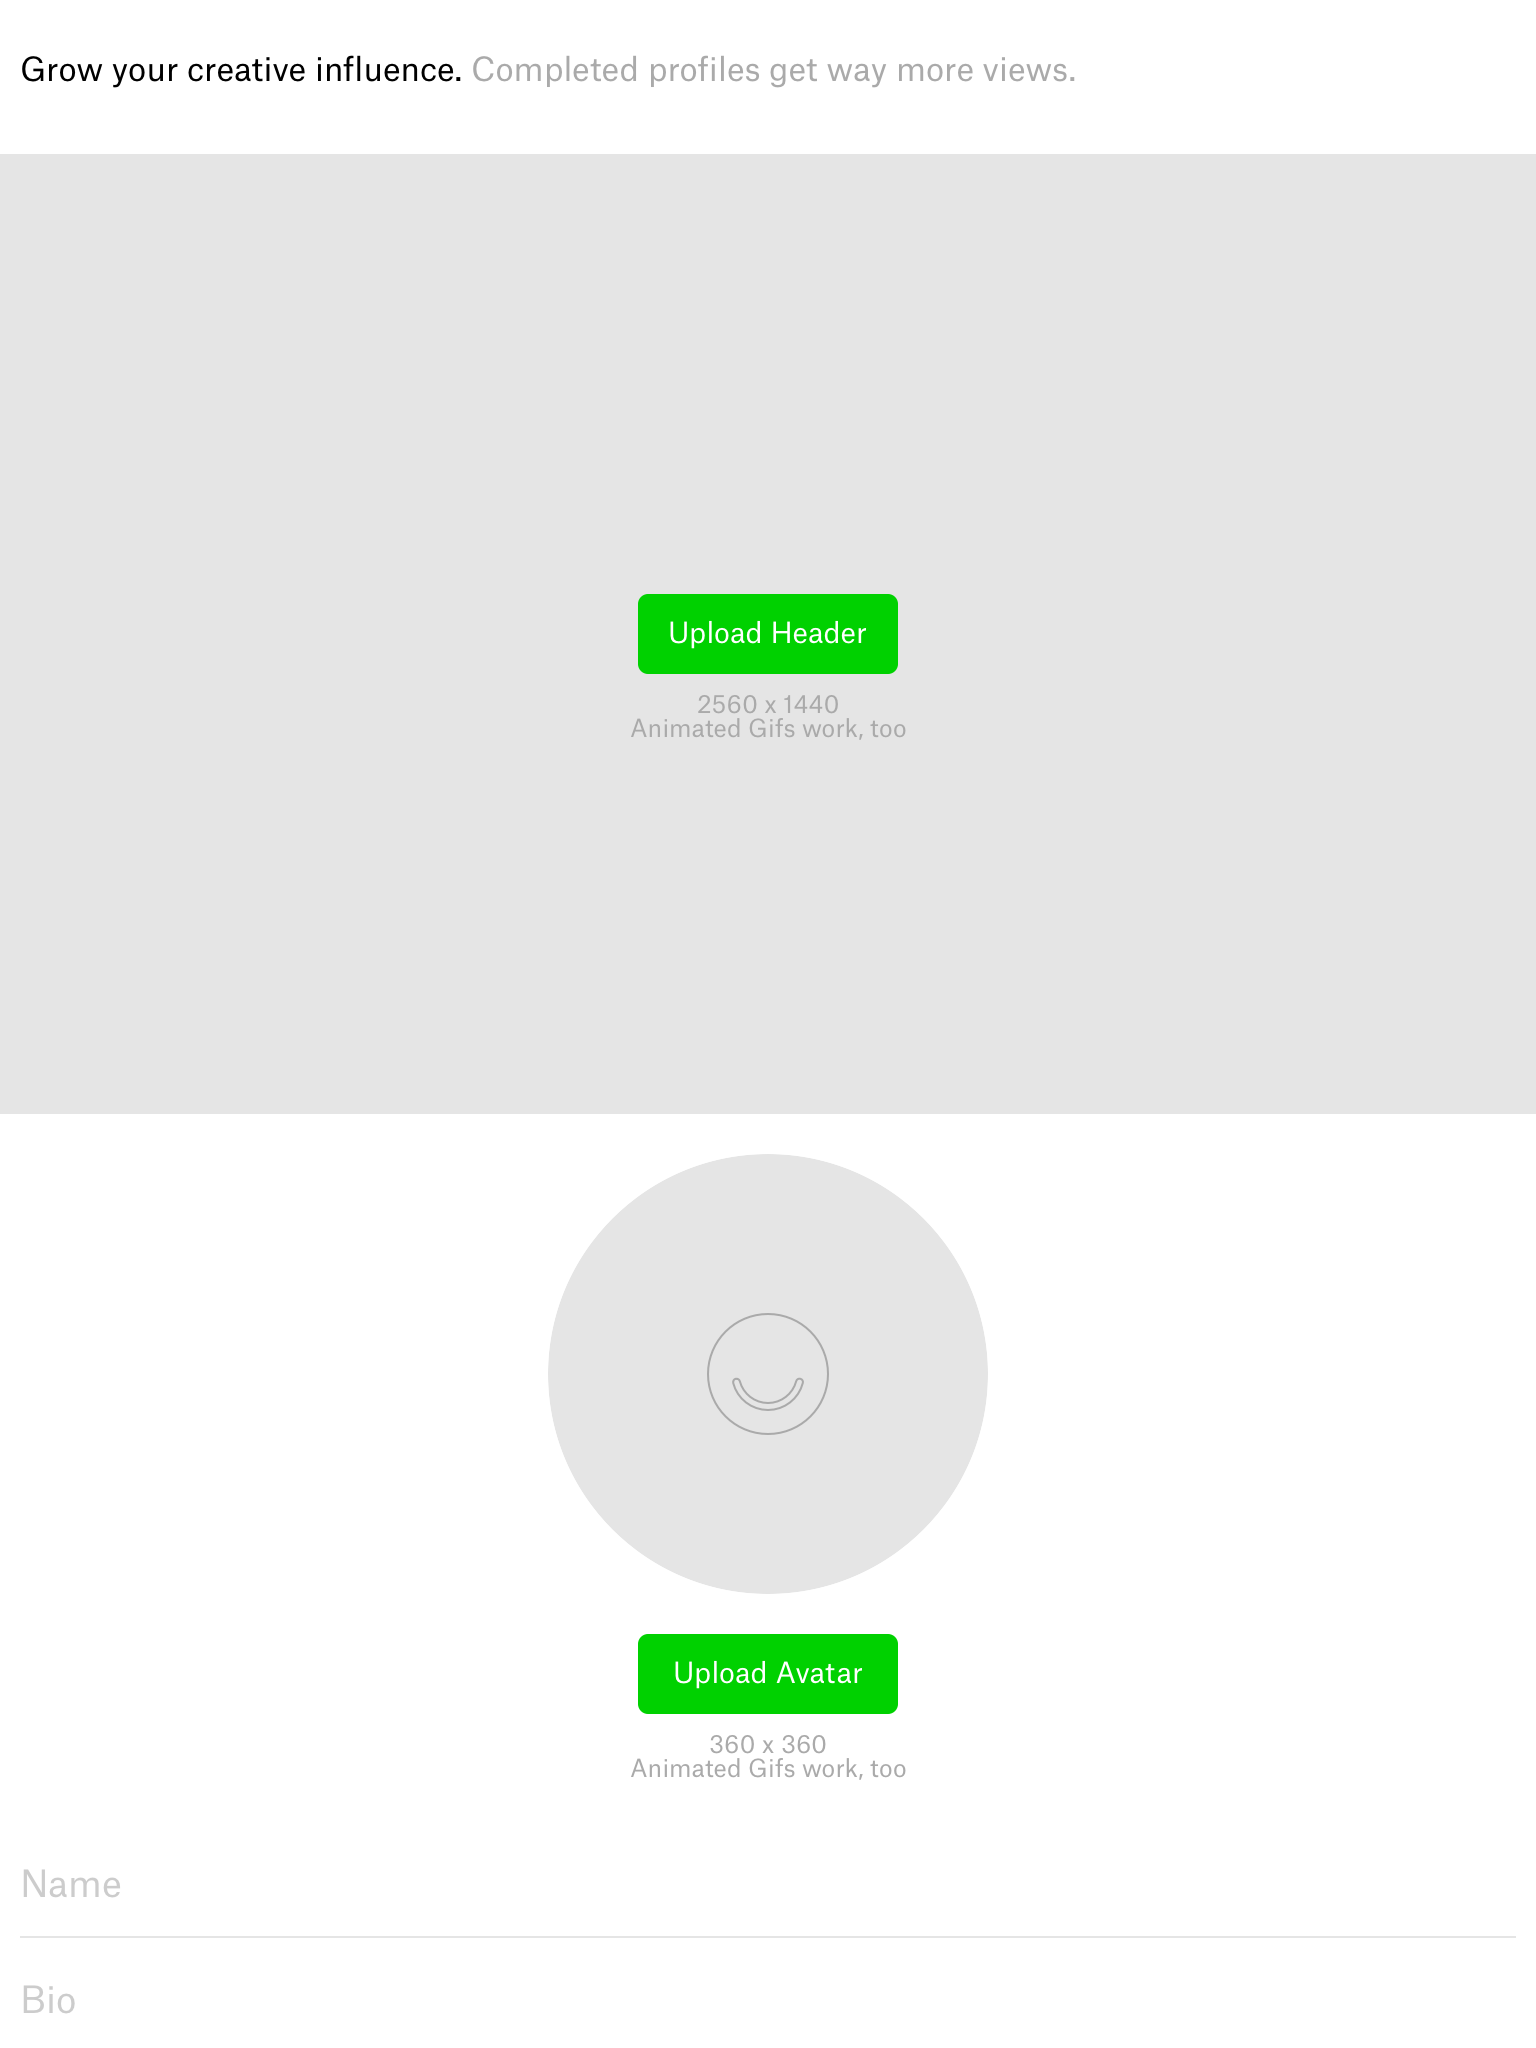 Grow your creative influence. Completed profiles get way more views.
Upload Header
2560 x 1440
Animated Gifs work, too
Upload Avatar
360 x 360
Animated Gifs work, too
Name
Bio